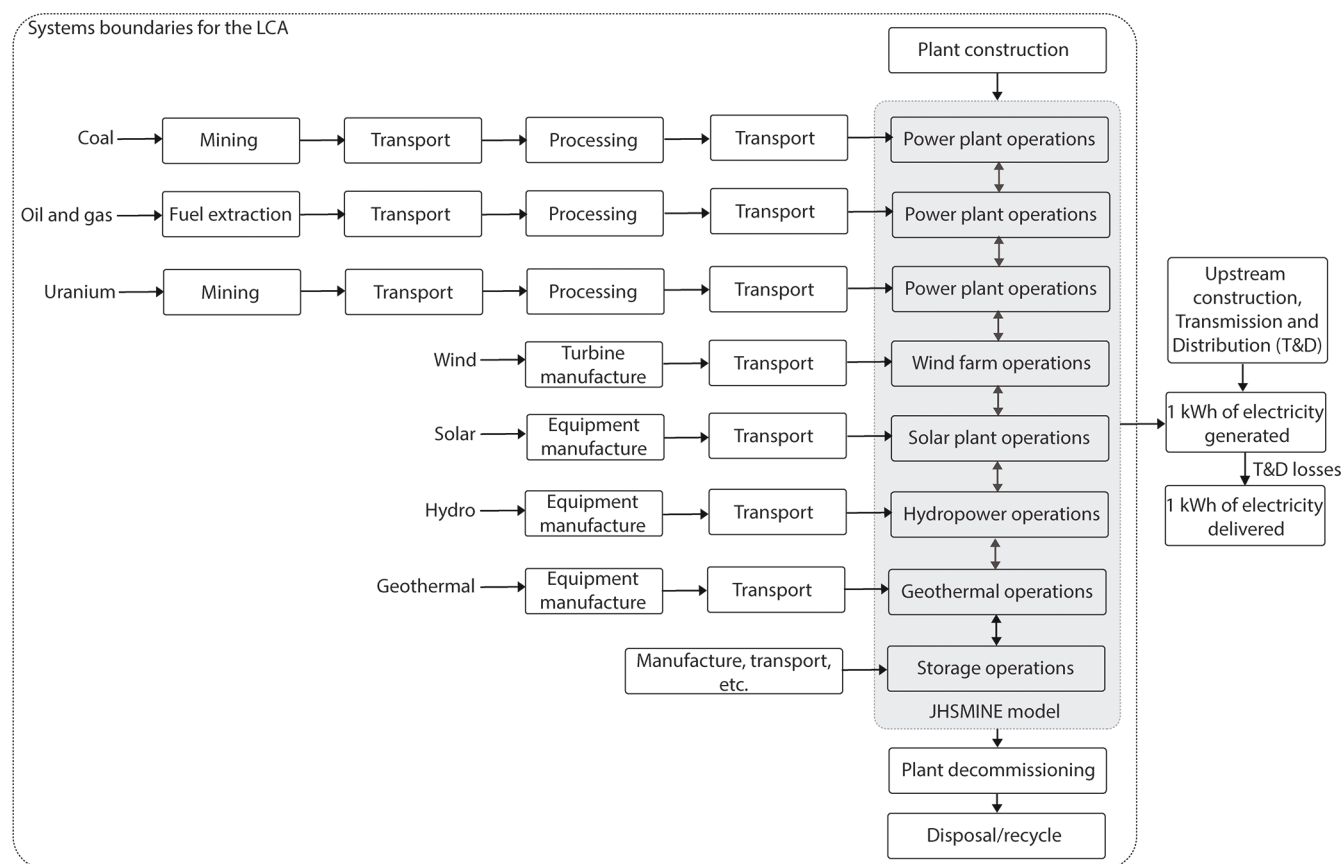 Systems boundaries for the LCA
Plant construction
Coal
Mining
Transport
Processing
Transport
Power plant operations
Oil and gas
Fuel extraction
Transport
Processing
Transport
Power plant operations
Uranium
Mining
Transport
Processing
Transport
Power plant operations
Wind
Turbine
manufacture
Transport
Wind farm operations
Solar
Equipment
manufacture
Transport
Solar plant operations
Hydro
Equipment
manufacture
Transport
Hydropower operations
Geothermal
Equipment
manufacture
Transport
Geothermal operations
Manufacture, transport,
etc.
Storage operations
JHSMINE model
Plant decommissioning
Disposal/recycle
Upstream
construction,
Transmission and
Distribution (T&D)
1 kWh of electricity
generated
T&D losses
1 kWh of electricity
delivered